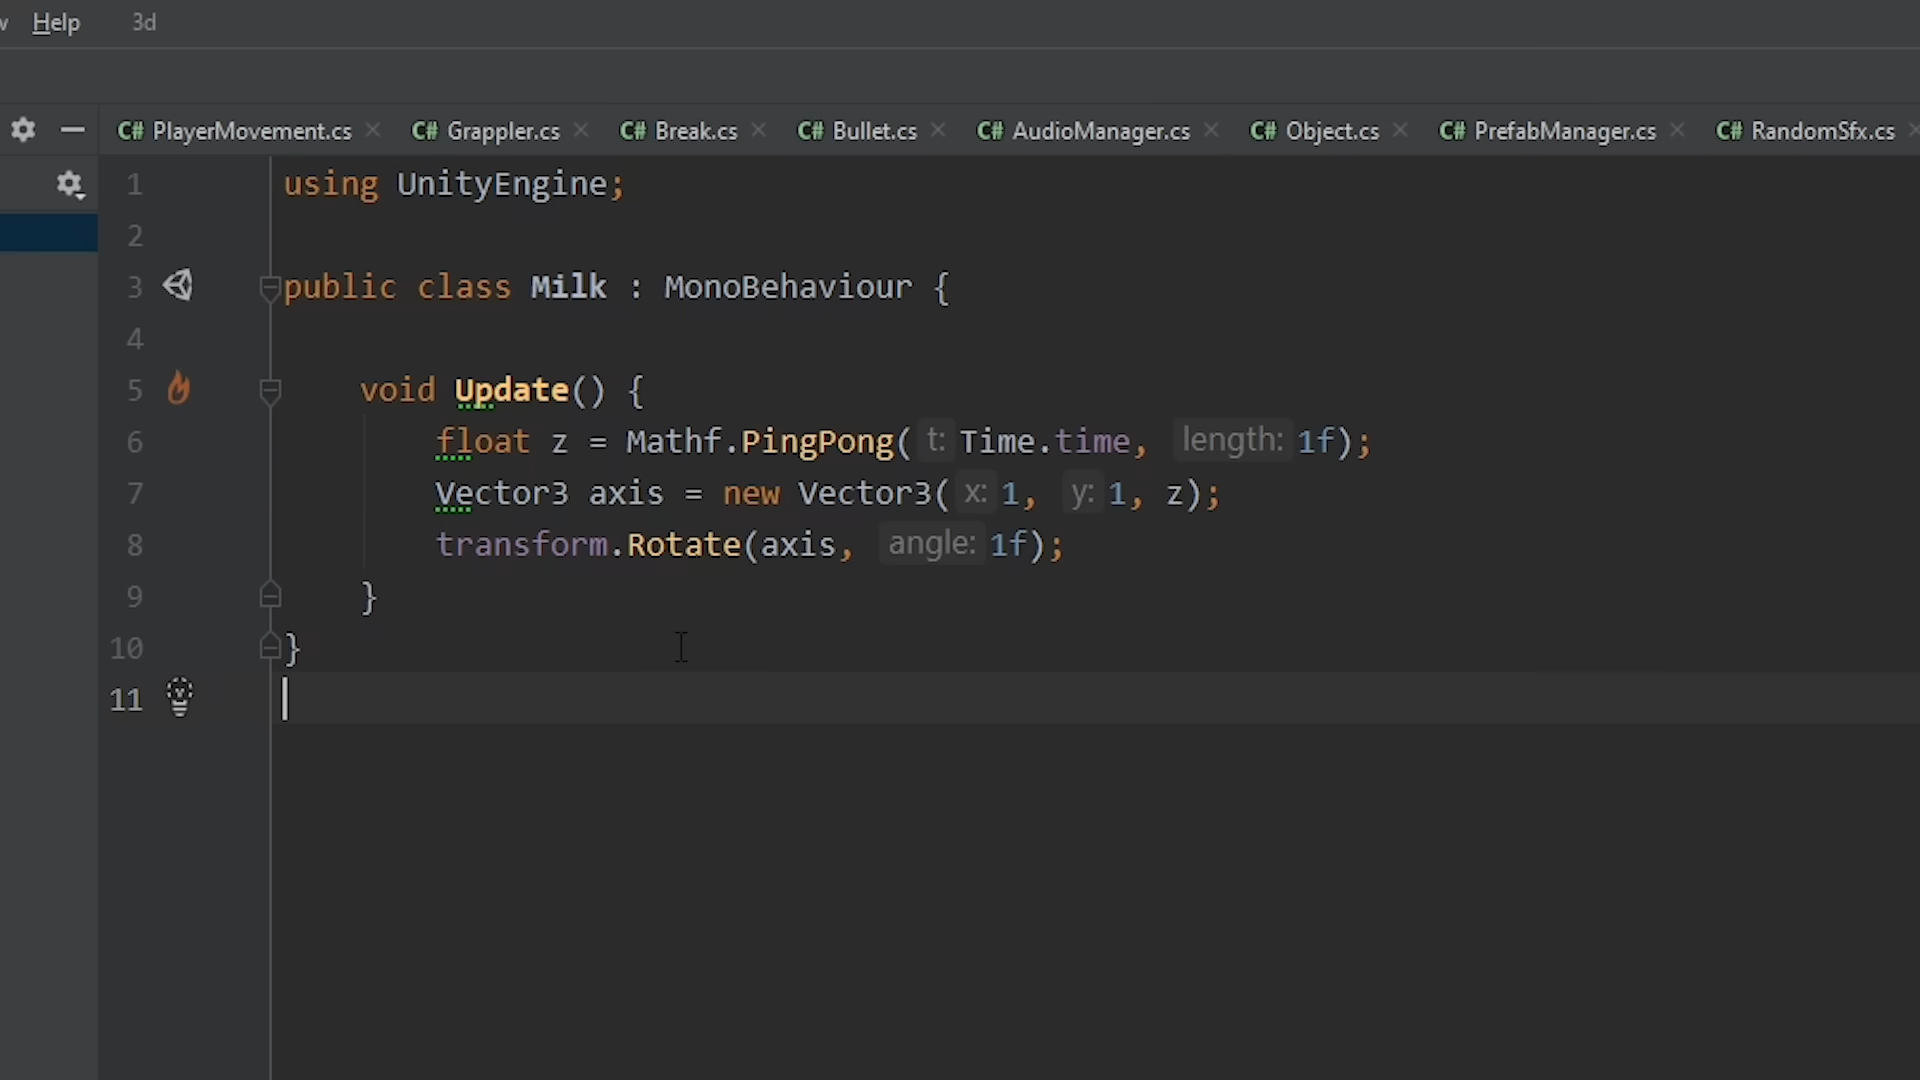 Help 3d
C# PlayerMovement.cs C# Grappler.cs C# Break.cs C# Bullet.cs C# AudioManager.cs C# Object.cs C# PrefabManager.cs C# RandomSfx.cs
1 using UnityEngine;
2
3 public class Milk : MonoBehaviour {
4
5 void Update() {
6 float z = Mathf.PingPong( t: Time.time, length: 1f);
7 Vector3 axis = new Vector3( x: 1, y: 1, z);
8 transform.Rotate(axis, angle: 1f);
9 }
10 }
11